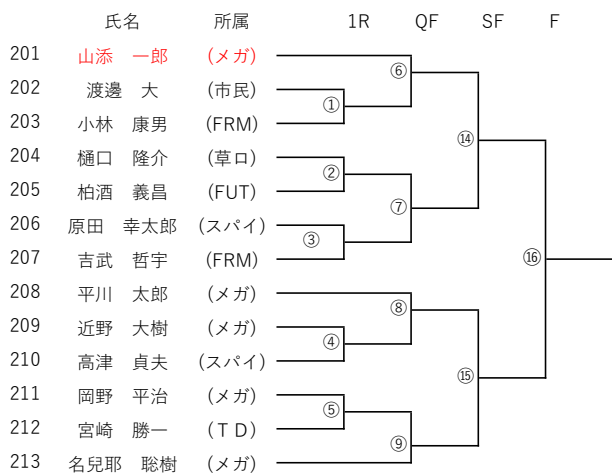 氏名 所属 1R QF SF F
201 山添 一郎 (メガ)
⑥
202 渡邊 大 (市民)
①
203 小林 康男 (FRM)
⑭
204 樋口 隆介 (草ロ)
②
205 柏酒 義昌 (FUT)
⑦
206 原田 幸太郎 (スパイ)
③
207 吉武 哲宇 (FRM)
⑯
208 平川 太郎 (メガ)
⑧
209 近野 大樹 (メガ)
④
210 高津 貞夫 (スパイ)
⑮
211 岡野 平治 (メガ)
⑤
212 宮崎 勝一 (ＴＤ)
⑨
213 名兒耶 聡樹 (メガ)